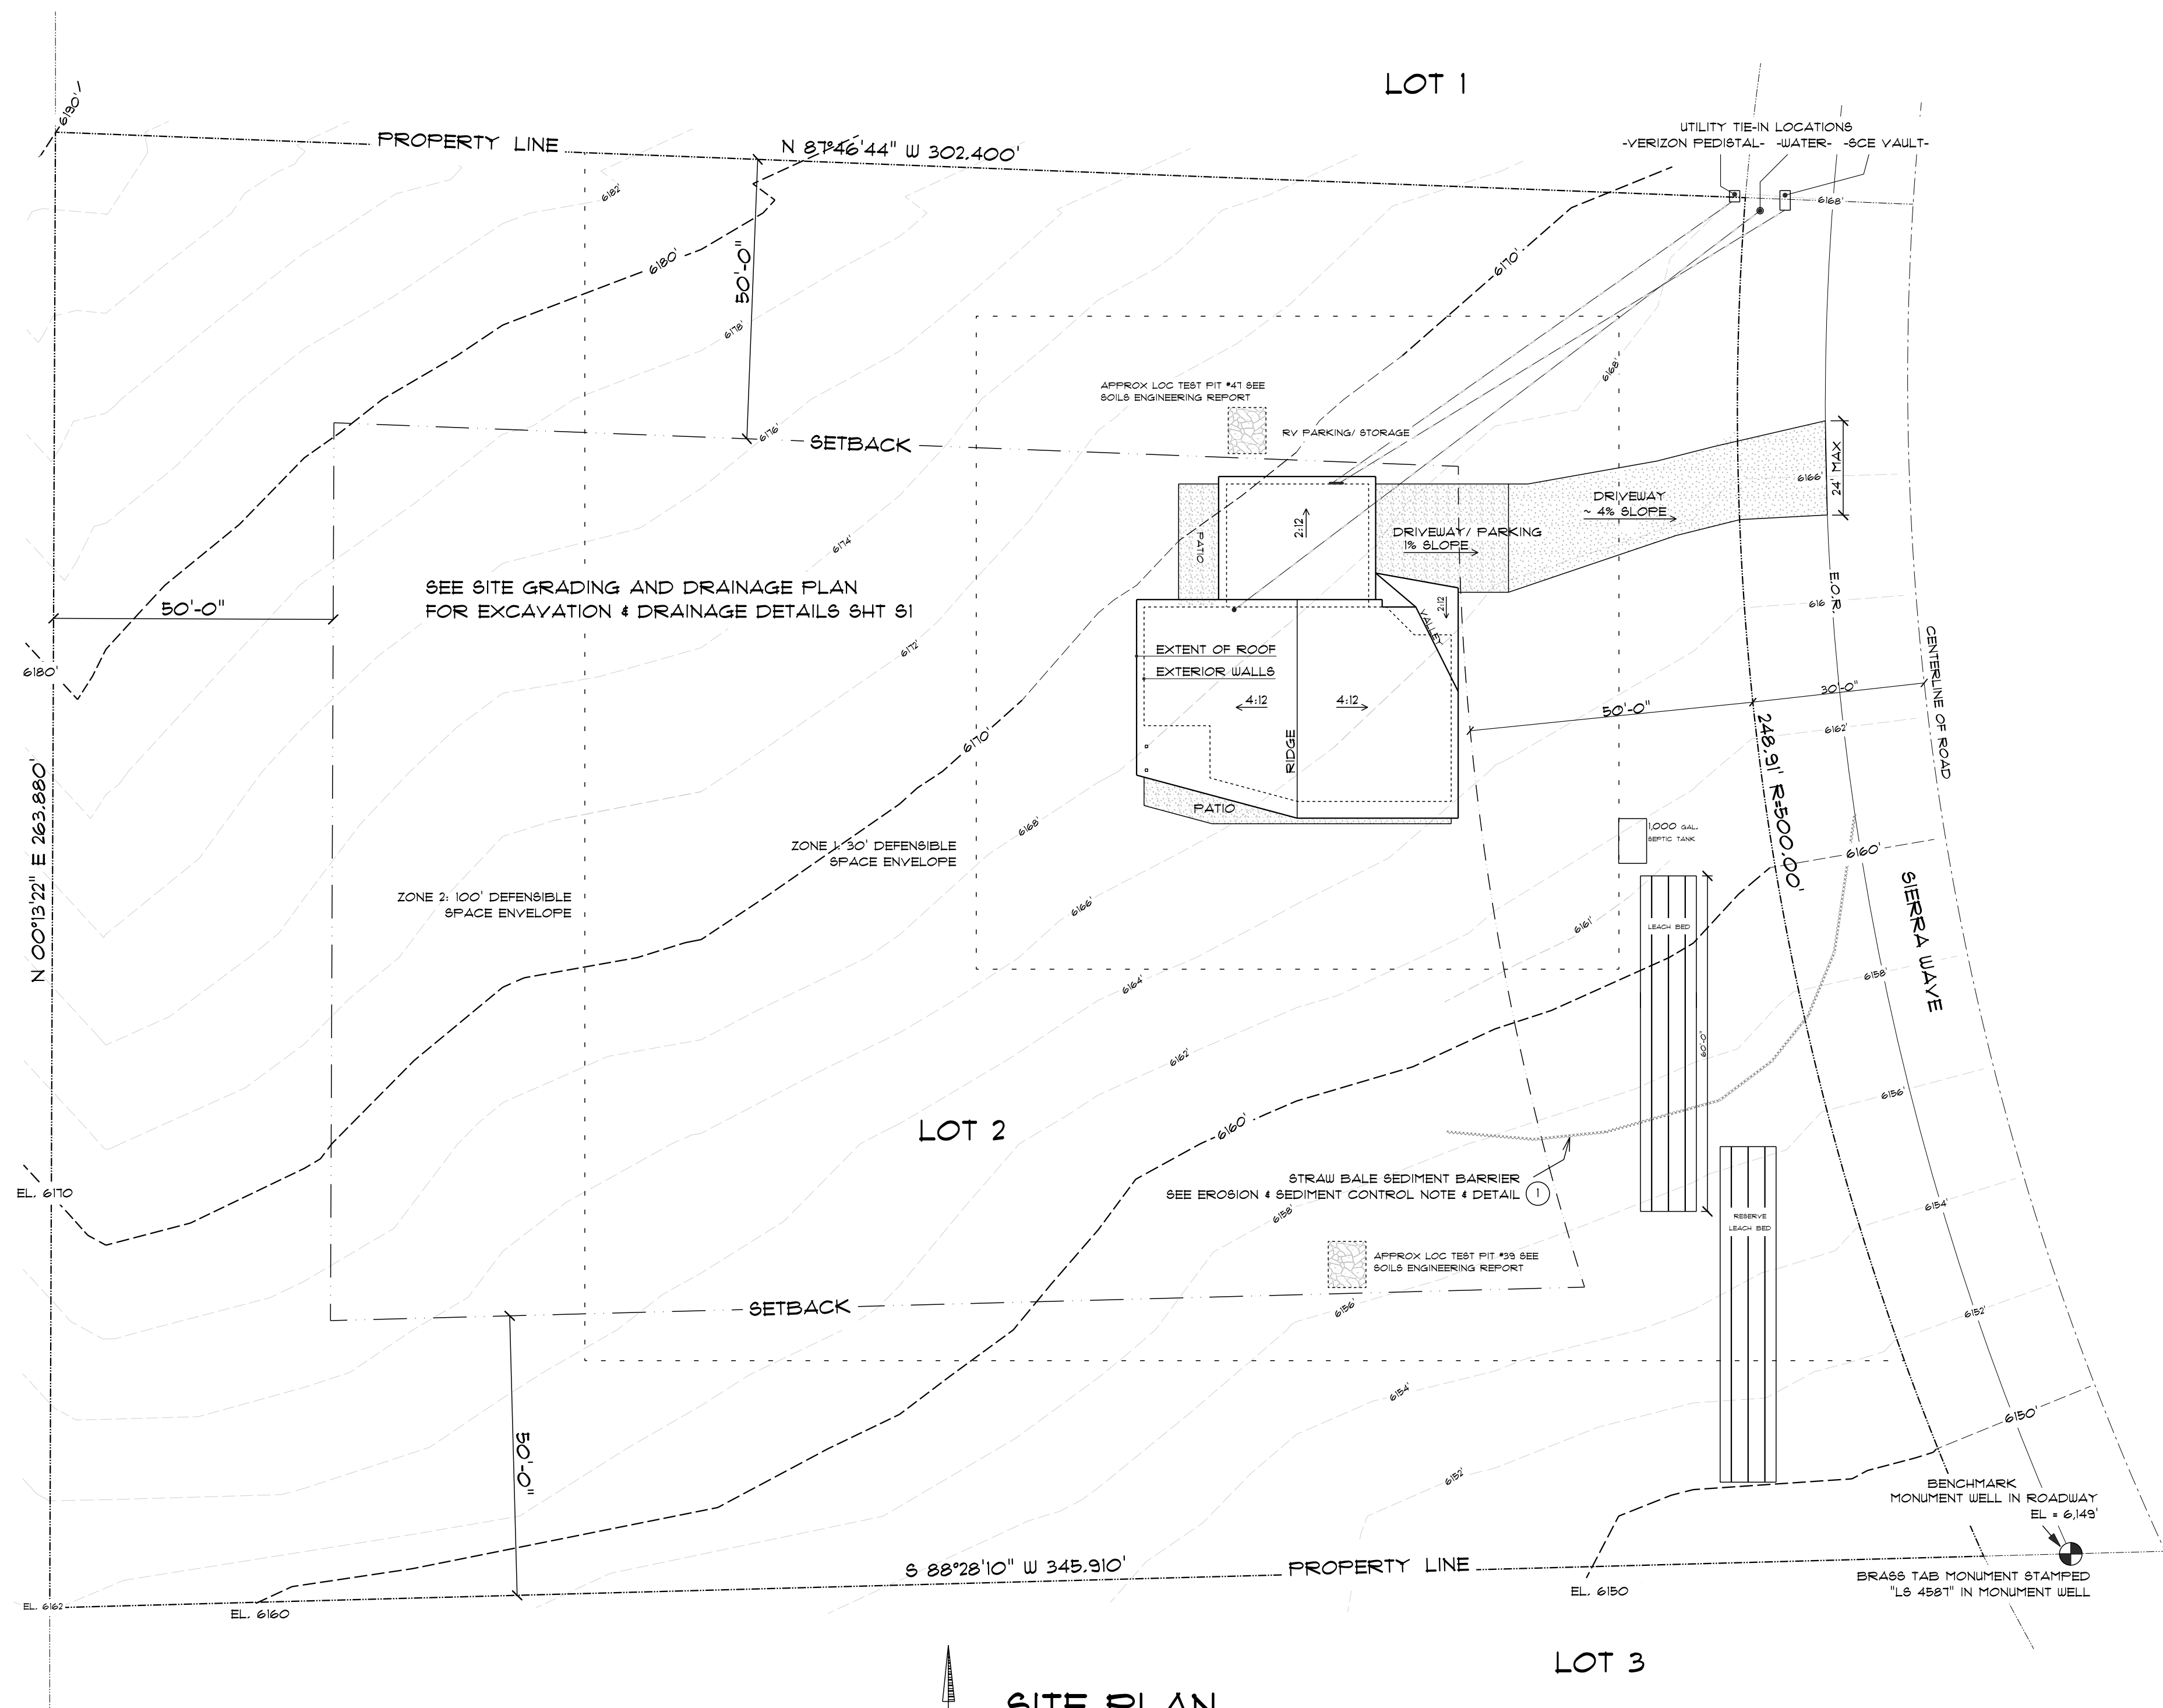 LOT 1
UTILITY TIE-IN LOCATIONS
-VERIZON PEDISTAL- -WATER- -SCE VAULT-
6190'
PROPERTY LINE
N 87°46'44" W 302.400'
6182'
6168'
6180'
50'-0"
6170'
6178'
6168'
APPROX LOC TEST PIT #47 SEE
SOILS ENGINEERING REPORT
RV PARKING/ STORAGE
6176'
SETBACK
24' MAX
6166'
DRIVEWAY
~ 4% SLOPE
DRIVEWAY/ PARKING
1% SLOPE
2:12
PATIO
6174'
SEE SITE GRADING AND DRAINAGE PLAN
FOR EXCAVATION & DRAINAGE DETAILS SHT S1
50'-0"
E.O.R.
616
2:12
VALLEY
6172'
EXTENT OF ROOF
EXTERIOR WALLS
6180'
4:12
4:12
RIDGE
CENTERLINE OF ROAD
30'-0"
50'-0"
6162'
6170'
248.91' R=500.00'
N 00°13'22" E 263.880'
PATIO
6168'
1,000 GAL.
SEPTIC TANK
ZONE 1: 30' DEFENSIBLE
SPACE ENVELOPE
6160'
ZONE 2: 100' DEFENSIBLE
SPACE ENVELOPE
6166'
6161'
LEACH BED
SIERRA WAVE
6164'
6158'
60'-0"
6162'
6156'
LOT 2
6160'
STRAW BALE SEDIMENT BARRIER
SEE EROSION & SEDIMENT CONTROL NOTE & DETAIL 1
EL. 6170
6158'
RESERVE
LEACH BED
6154'
APPROX LOC TEST PIT #39 SEE
SOILS ENGINEERING REPORT
SETBACK
6156'
6152'
6154'
6150'
50'-0"
6152'
BENCHMARK
MONUMENT WELL IN ROADWAY
EL = 6,149'
S 88°28'10" W 345.910'
PROPERTY LINE
BRASS TAB MONUMENT STAMPED
"LS 4587" IN MONUMENT WELL
EL. 6150
EL. 6162
EL. 6160
LOT 3
SITE PLAN